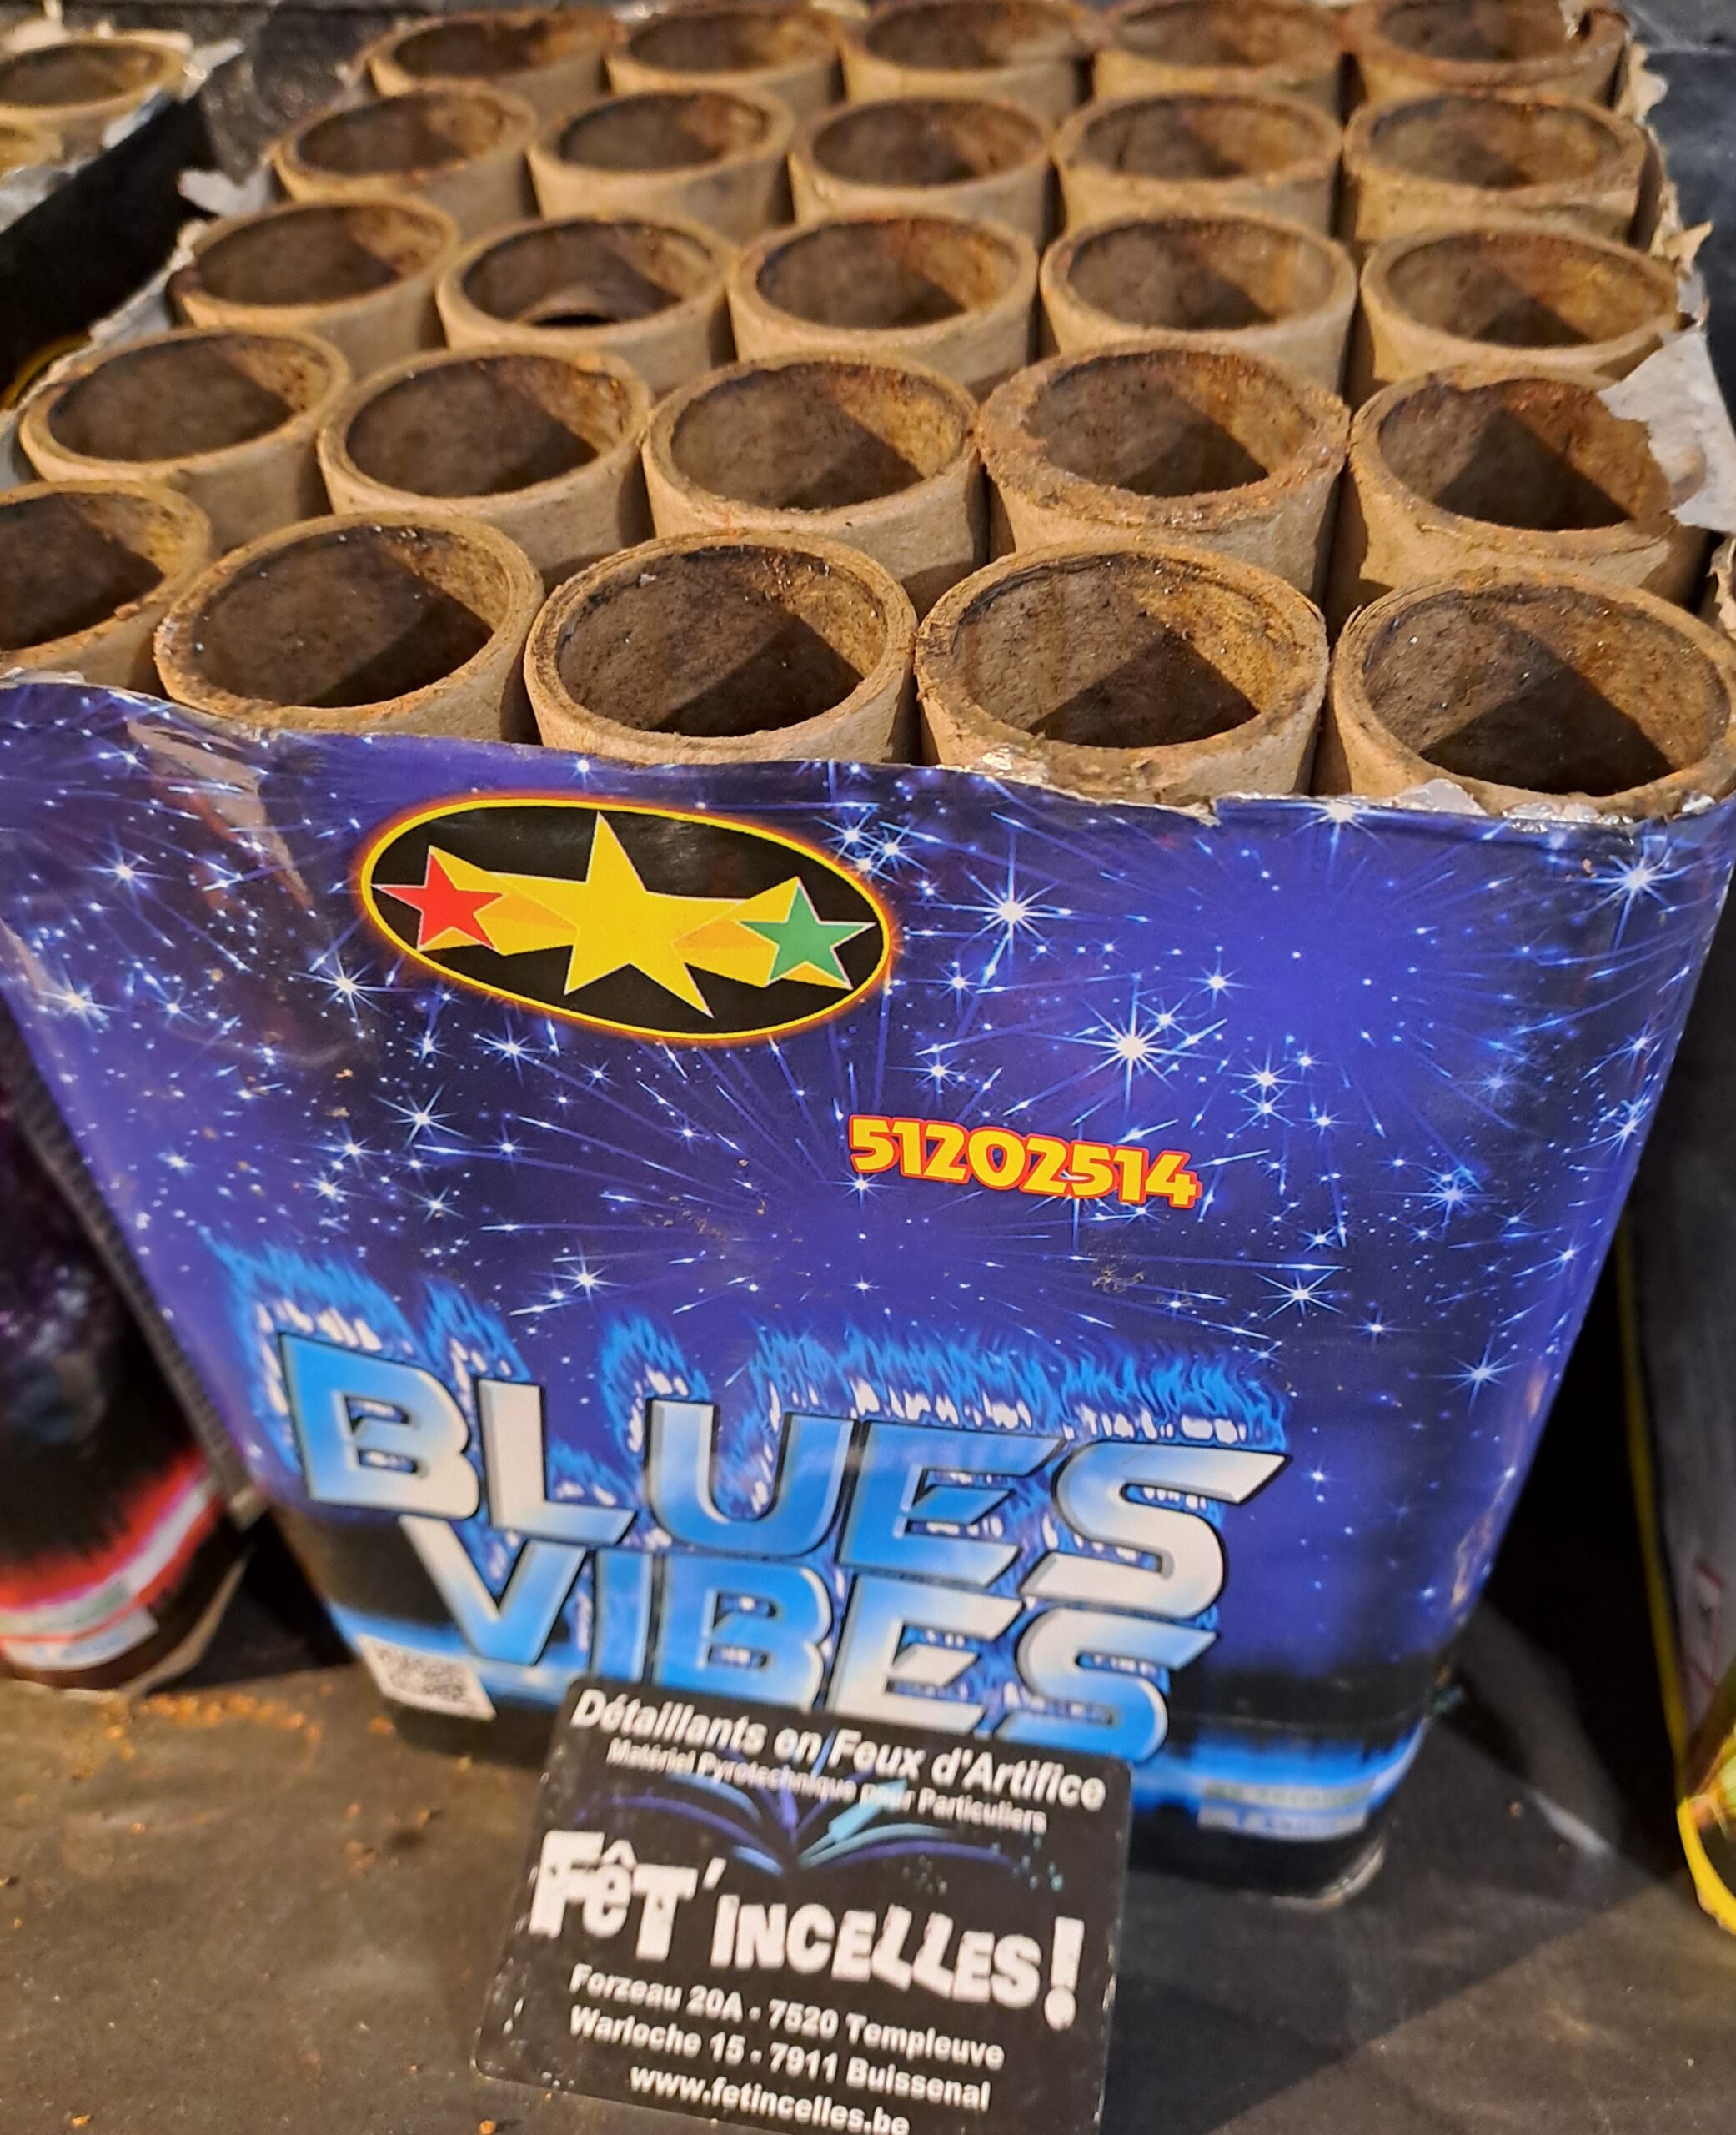 51202514
BLUES
VIBES
Détaillants en Feux d'Artifice
Matériel Pyrotechnique pour Particuliers
FêT'iNCELLES!
Forzeau 20A - 7520 Templeuve
Warloche 15 - 7911 Buissenal
www.fetincelles.be